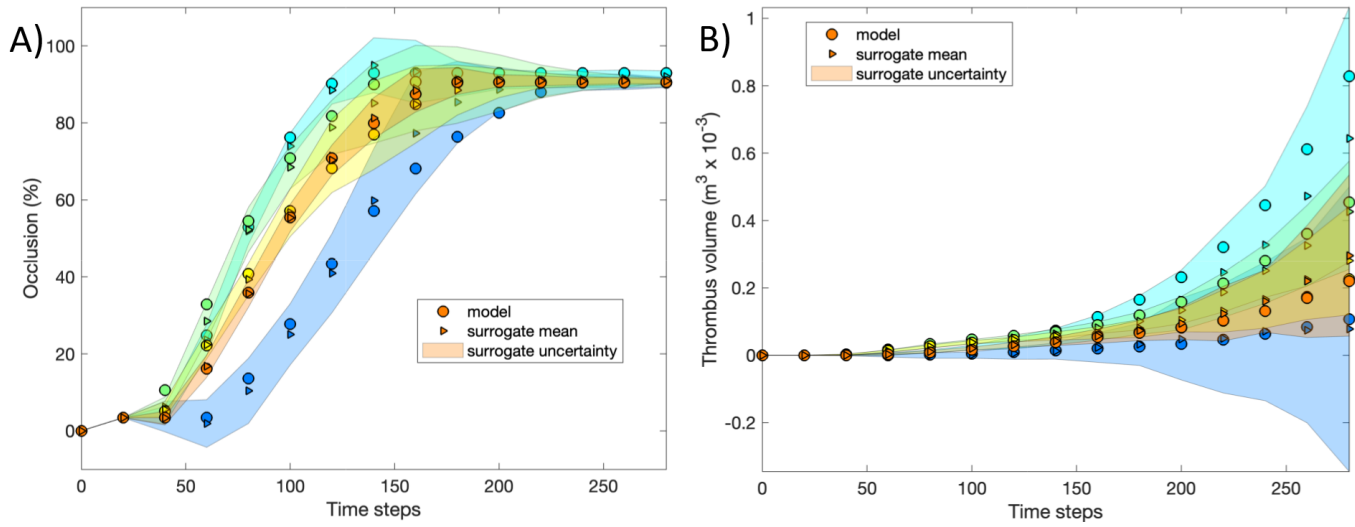 A)
100
80
60
40
20
0
Occlusion (%)
model
surrogate mean
surrogate uncertainty
0 50 100 150 200 250
Time steps
B)
1
0.8
0.6
0.4
0.2
0
-0.2
Thrombus volume (m³ x 10⁻³)
model
surrogate mean
surrogate uncertainty
0 50 100 150 200 250
Time steps